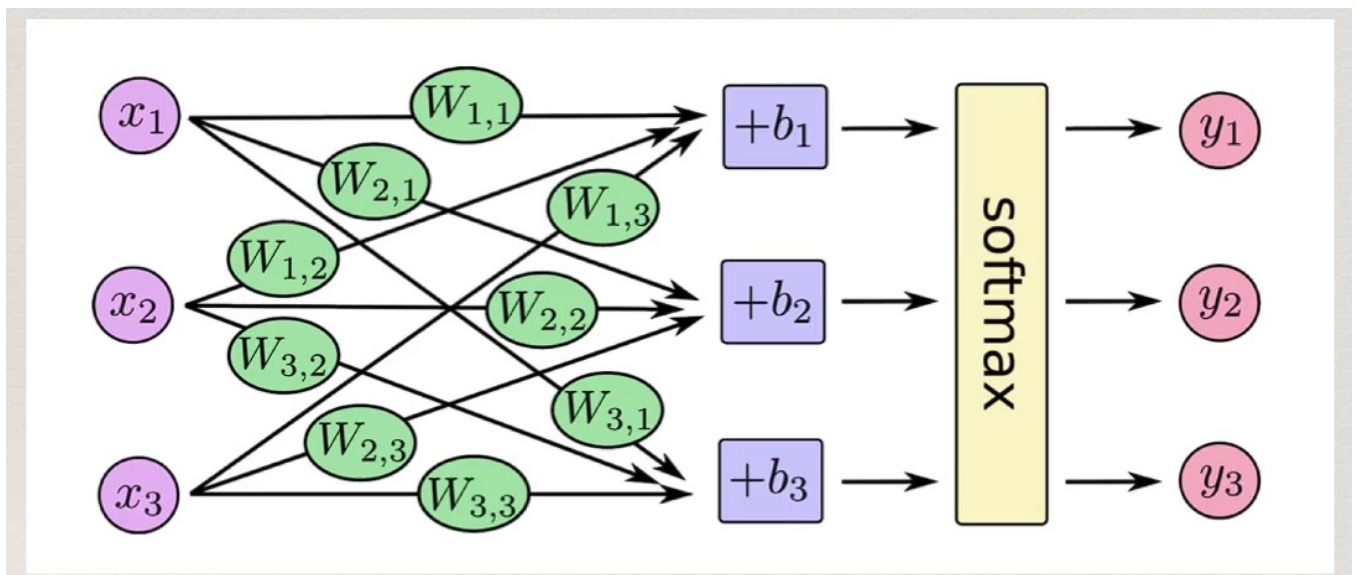 x₁ W₁,₁ +b₁ y₁
W₂,₁
W₁,₃
W₁,₂
x₂ W₂,₂ +b₂ softmax y₂
W₃,₂
W₃,₁
W₂,₃
x₃ W₃,₃ +b₃ y₃